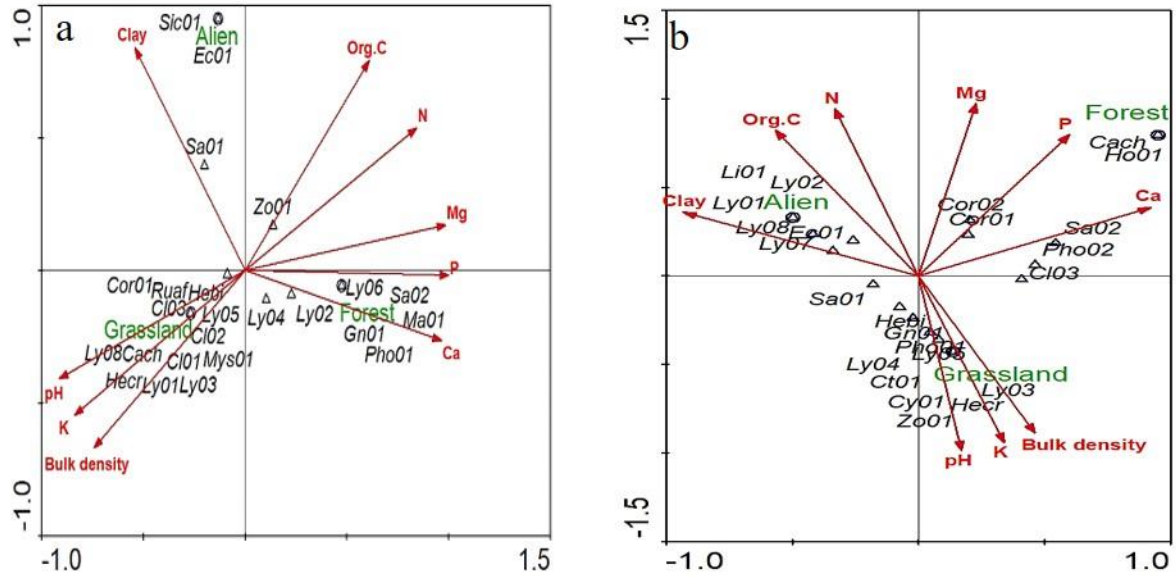 a
1.0
Sic01
Alien
Ec01
Clay
Org.C
N
Sa01
Zo01
Mg
P
Cor01
Ruaf
Hebi
Ly06
Sa02
Cl03
Ly05
Ly04
Ly02
Forest
Ma01
Grassland
Cl02
Gn01
Ly08
Cach
Cl01
Mys01
Pho01
Ca
pH
Hecr
Ly01
Ly03
K
Bulk density
-1.0
-1.0
1.5
b
1.5
N
Mg
Org.C
P
Forest
Cach
Ho01
Li01
Ly02
Clay
Ly01
Alien
Cor02
Ca
Ly08
Ec01
Cor01
Sa02
Ly07
Pho02
Cl03
Sa01
Hebi
Gn01
Pho01
Ly05
Ly04
Grassland
Ct01
Ly03
Cy01
Hecr
Zo01
pH
K
Bulk density
-1.5
-1.0
1.0